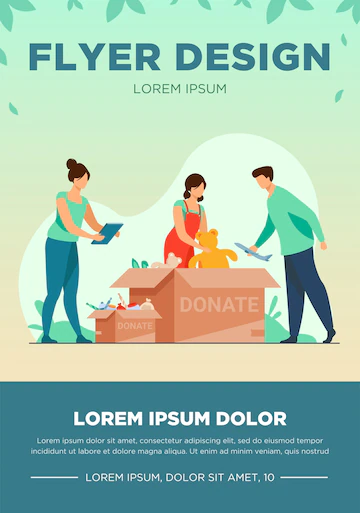 FLYER DESIGN
LOREM IPSUM
DONATE
DONATE
LOREM IPSUM DOLOR
Lorem ipsum dolor sit amet, consectetur adipiscing elit,
sed do eiusmod tempor incididunt ut labore et dolore magna
aliqua. Ut enim ad minim veniam, quis nostrud
LOREM IPSUM, DOLOR SIT AMET, 10